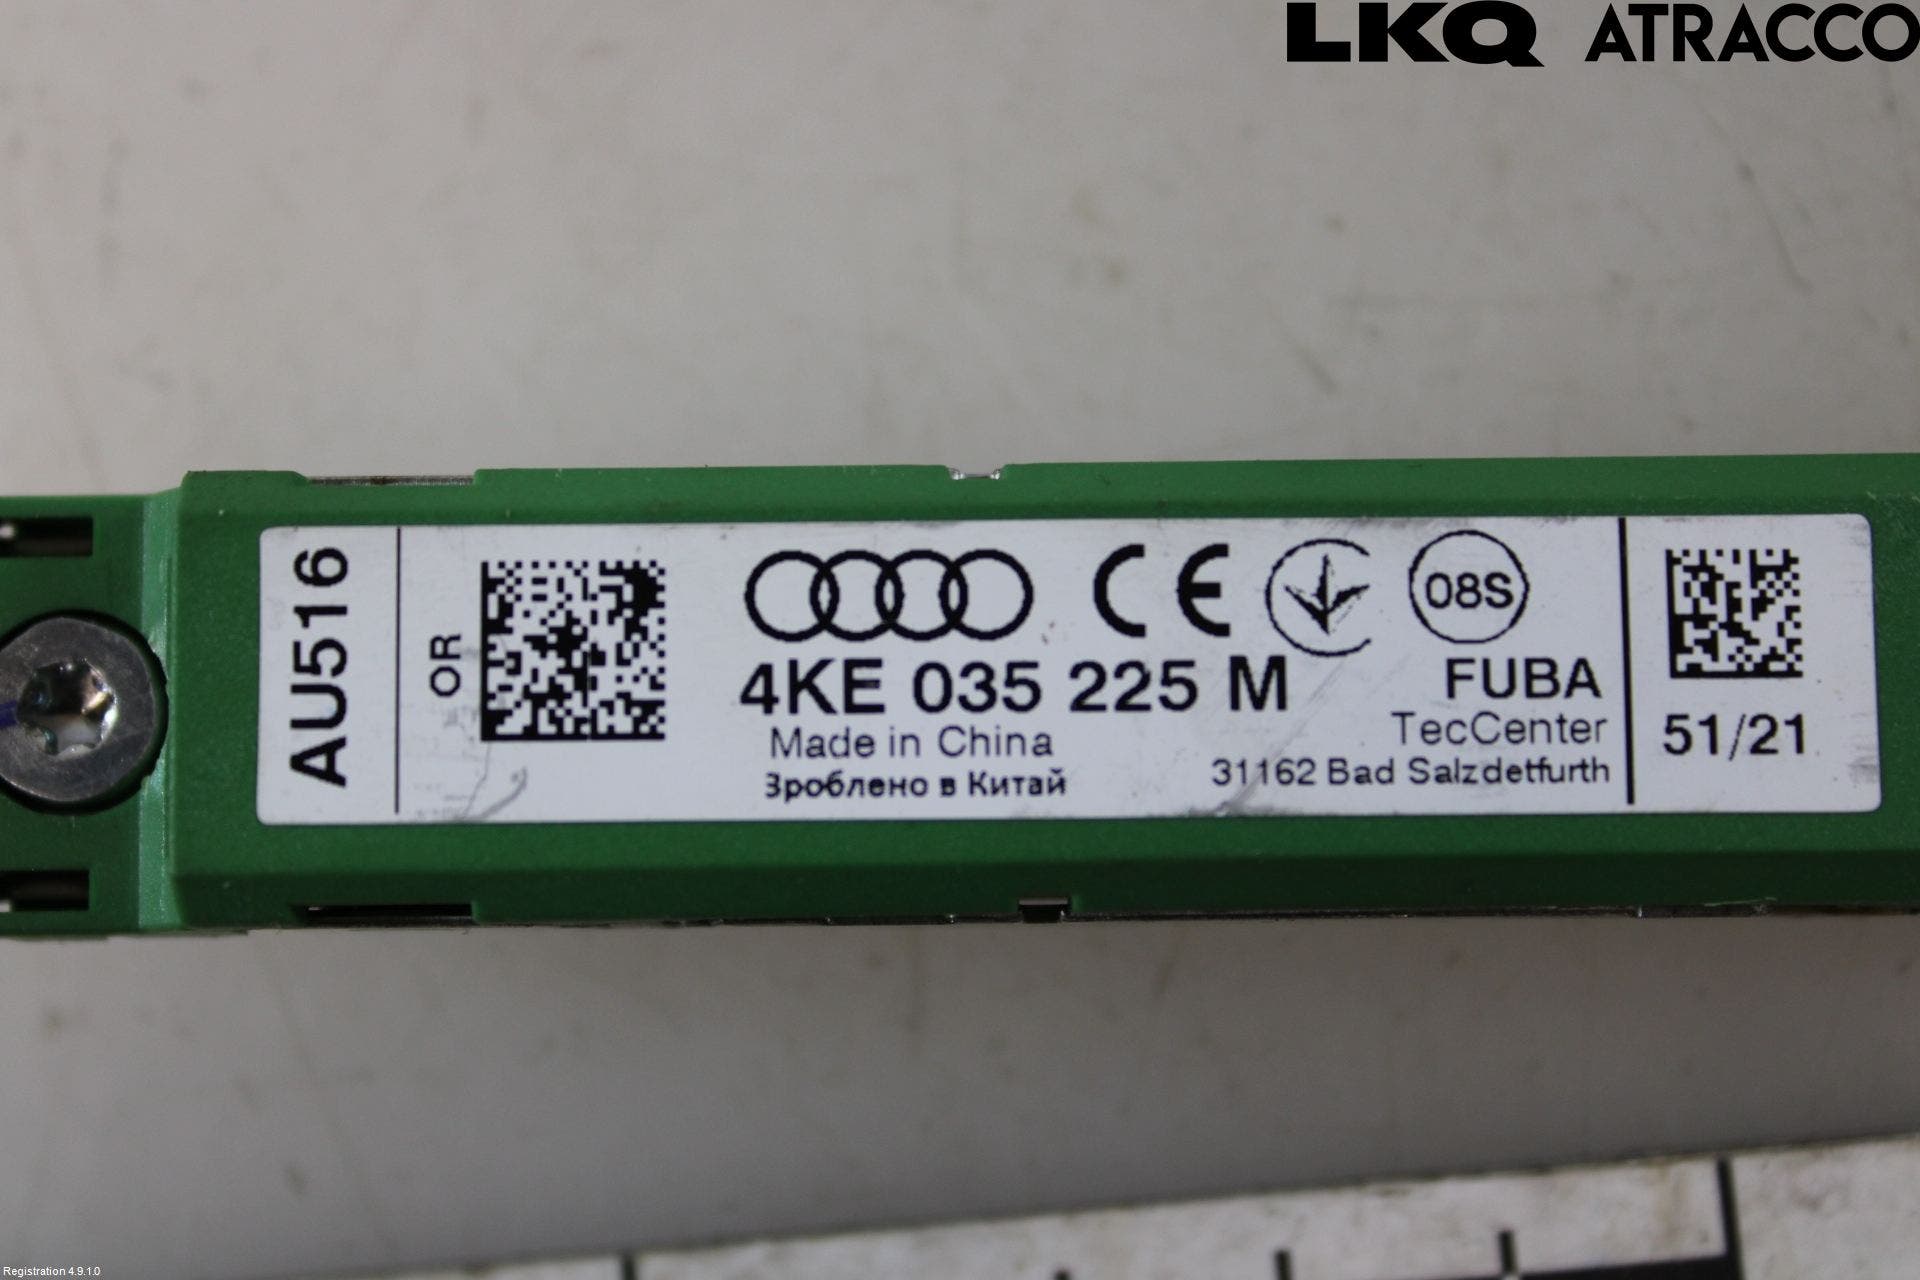 LKQ ATRACCO
AU516
OR
CE
08S
4KE 035 225 M
FUBA
Made in China
TecCenter
Зроблено в Китай
31162 Bad Salzdetfurth
51/21
Registration 4.9.1.0